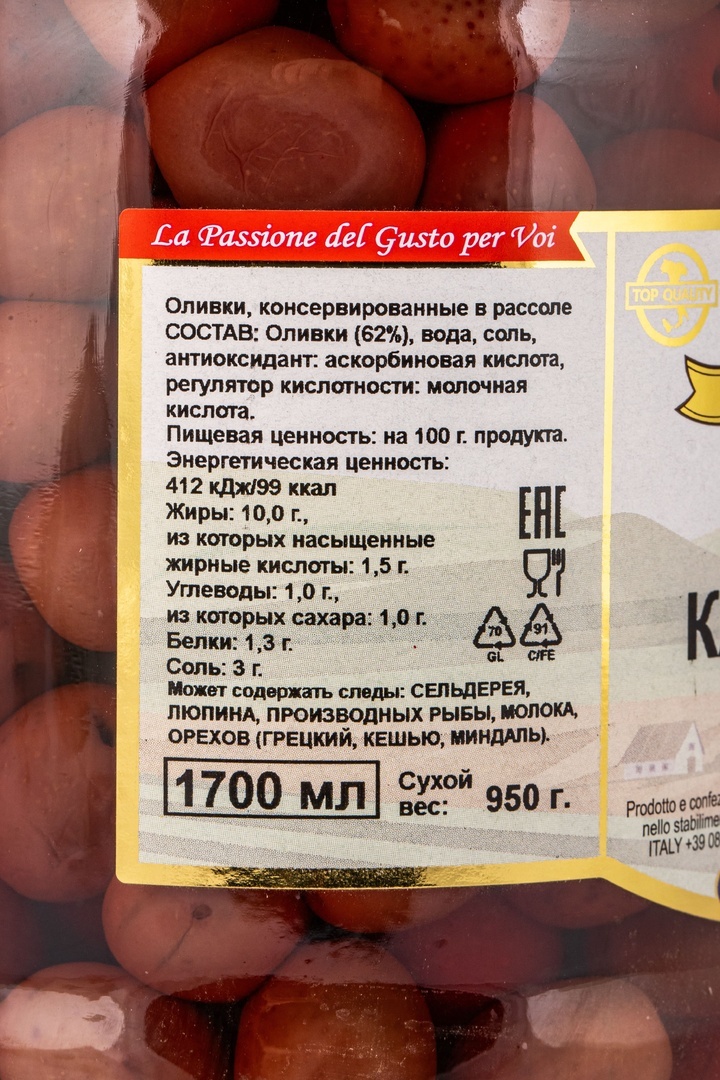 La Passione del Gusto per Voi
Оливки, консервированные в рассоле
СОСТАВ: Оливки (62%), вода, соль,
антиоксидант: аскорбиновая кислота,
регулятор кислотности: молочная
кислота.
Пищевая ценность: на 100 г. продукта.
Энергетическая ценность:
412 кДж/99 ккал
Жиры: 10,0 г.,
из которых насыщенные
жирные кислоты: 1,5 г.
Углеводы: 1,0 г.,
из которых сахара: 1,0 г.
Белки: 1,3 г.
Соль: 3 г.
Может содержать следы: СЕЛЬДЕРЕЯ,
ЛЮПИНА, ПРОИЗВОДНЫХ РЫБЫ, МОЛОКА,
ОРЕХОВ (ГРЕЦКИЙ, КЕШЬЮ, МИНДАЛЬ).
EAC
70
91
GL
C/FE
1700 мл
Сухой
вес:
950 г.
TOP QUALITY
Prodotto e
nello
ITALY +39